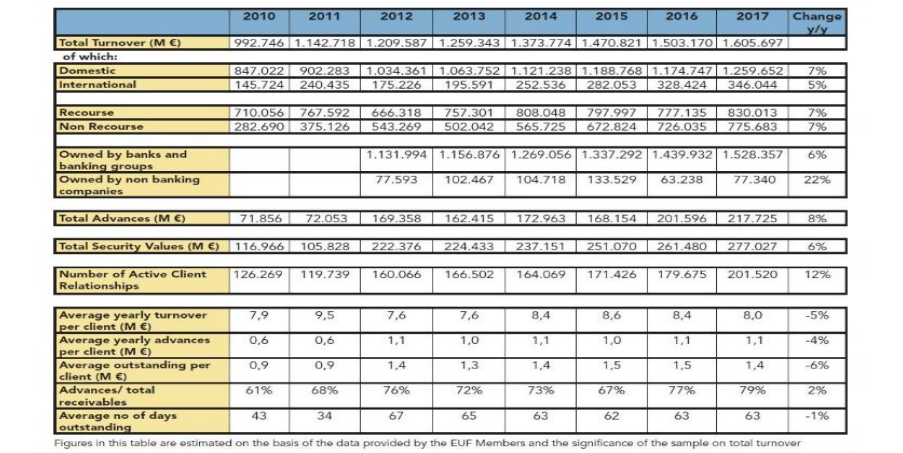 2010 2011 2012 2013 2014 2015 2016 2017 Change y/y
Total Turnover (M €) 992.746 1.142.718 1.209.587 1.259.343 1.373.774 1.470.821 1.503.170 1.605.697
of which:
Domestic 847.022 902.283 1.034.361 1.063.752 1.121.238 1.188.768 1.174.747 1.259.652 7%
International 145.724 240.435 175.226 195.591 252.536 282.053 328.424 346.044 5%
Recourse 710.056 767.592 666.318 757.301 808.048 797.997 777.135 830.013 7%
Non Recourse 282.690 375.126 543.269 502.042 565.725 672.824 726.035 775.683 7%
Owned by banks and
banking groups 1.131.994 1.156.876 1.269.056 1.337.292 1.439.932 1.528.357 6%
Owned by non banking
companies 77.593 102.467 104.718 133.529 63.238 77.340 22%
Total Advances (M €) 71.856 72.053 169.358 162.415 172.963 168.154 201.596 217.725 8%
Total Security Values (M €) 116.966 105.828 222.376 224.433 237.151 251.070 261.480 277.027 6%
Number of Active Client
Relationships 126.269 119.739 160.066 166.502 164.069 171.426 179.675 201.520 12%
Average yearly turnover
per client (M €) 7,9 9,5 7,6 7,6 8,4 8,6 8,4 8,0 -5%
Average yearly advances
per client (M €) 0,6 0,6 1,1 1,0 1,1 1,0 1,1 1,1 -4%
Average outstanding per
client (M €) 0,9 0,9 1,4 1,3 1,4 1,5 1,5 1,4 -6%
Advances/ total
receivables 61% 68% 76% 72% 73% 67% 77% 79% 2%
Average no of days
outstanding 43 34 67 65 63 62 63 63 -1%
Figures in this table are estimated on the basis of the data provided by the EUF Members and the significance of the sample on total turnover